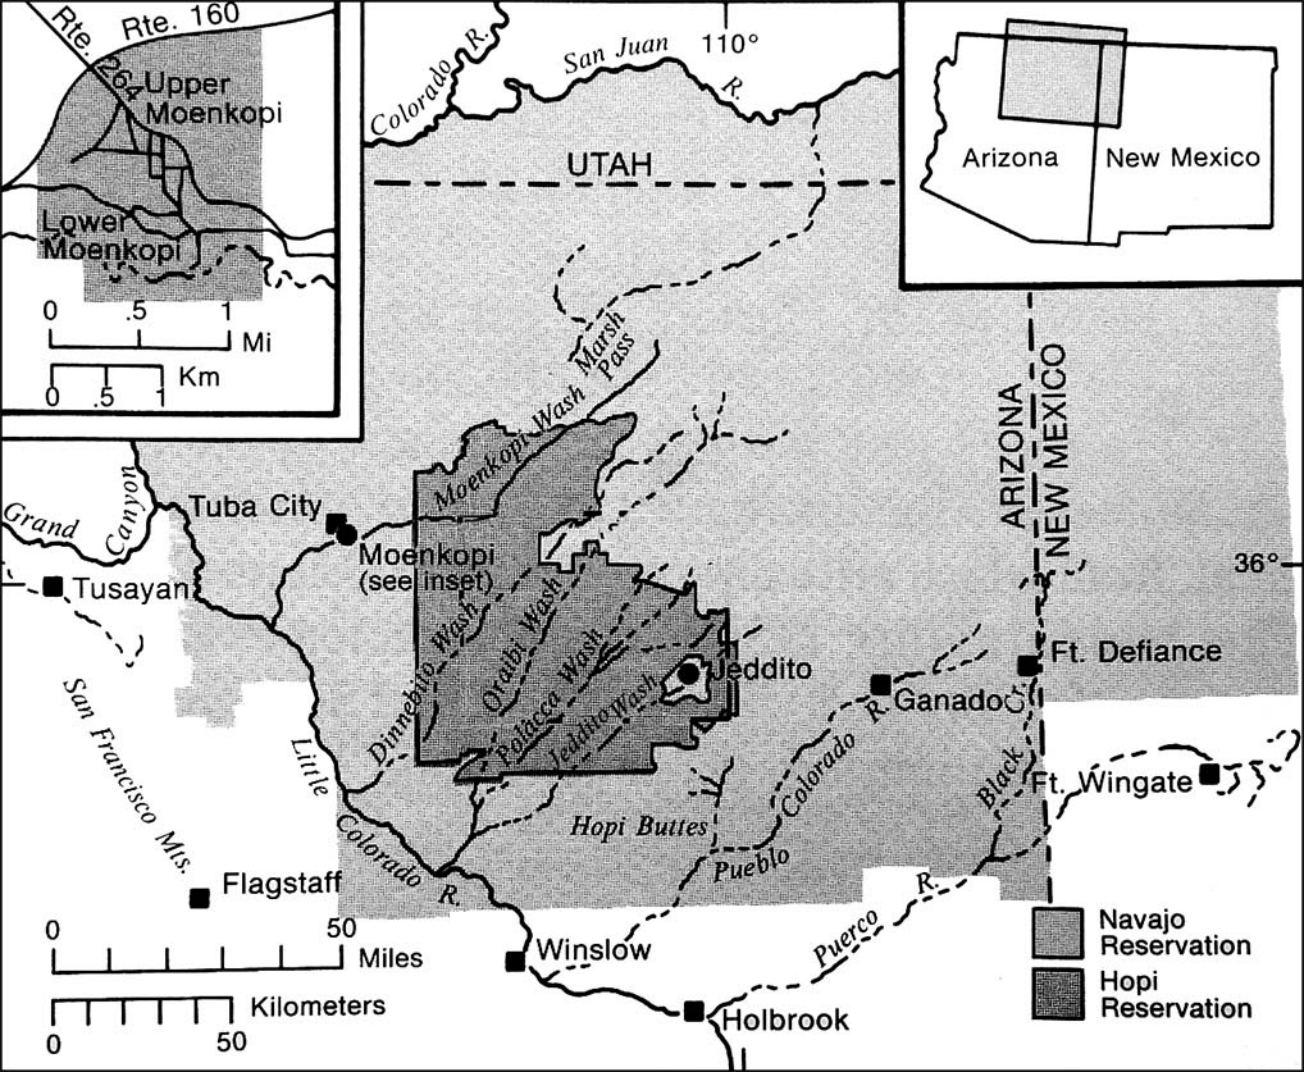 Rte. 160
Rte. 264
Upper
Moenkopi
Lower
Moenkopi
0 .5 1
Mi
Km
0 .5 1
Colorado R.
San Juan R.
110°
UTAH
Arizona
New Mexico
Marsh
Pass
Moenkopi Wash
ARIZONA
NEW MEXICO
Grand Canyon
Tuba City
Moenkopi
(see inset)
Tusayan
36°
Dinnebito Wash
Oraibi Wash
Polacca Wash
Jeddito Wash
Jeddito
Ft. Defiance
Ganado
San Francisco Mts.
Little Colorado R.
Hopi Buttes
Pueblo Colorado R.
Black Cr.
Ft. Wingate
Flagstaff
Puerco R.
Winslow
Holbrook
0 50
Miles
Kilometers
0 50
Navajo
Reservation
Hopi
Reservation